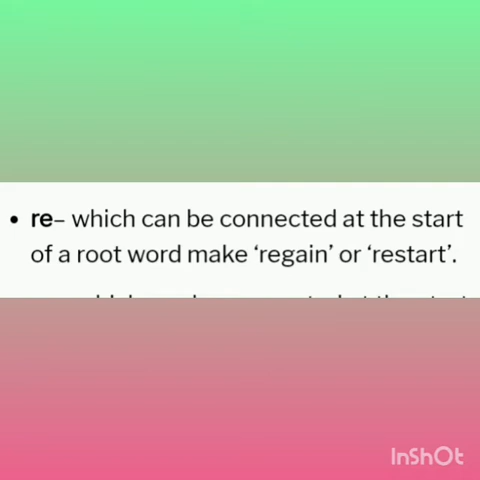 • re– which can be connected at the start
of a root word make ‘regain’ or ‘restart’.
InShOt